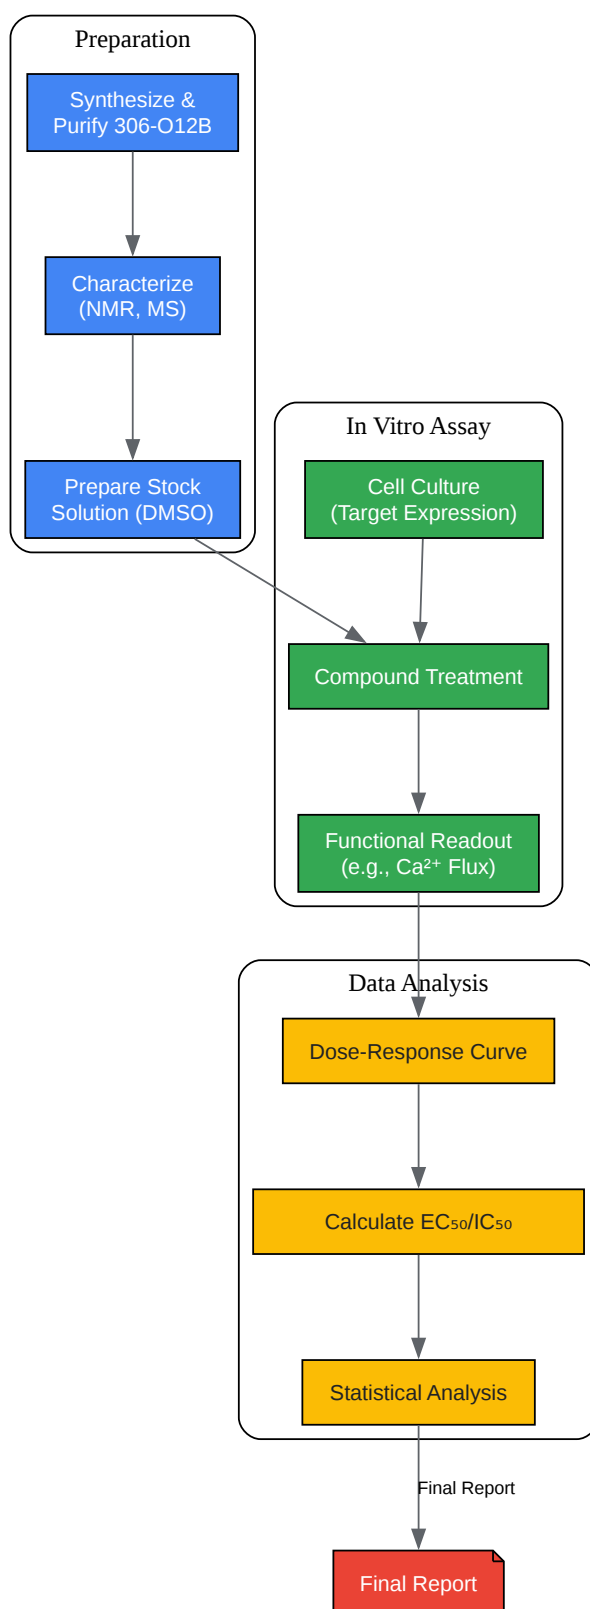 Preparation
Synthesize &
Purify 306-O12B
Characterize
(NMR, MS)
Prepare Stock
Solution (DMSO)
In Vitro Assay
Cell Culture
(Target Expression)
Compound Treatment
Functional Readout
(e.g., Ca²⁺ Flux)
Data Analysis
Dose-Response Curve
Calculate EC₅₀/IC₅₀
Statistical Analysis
Final Report
Final Report